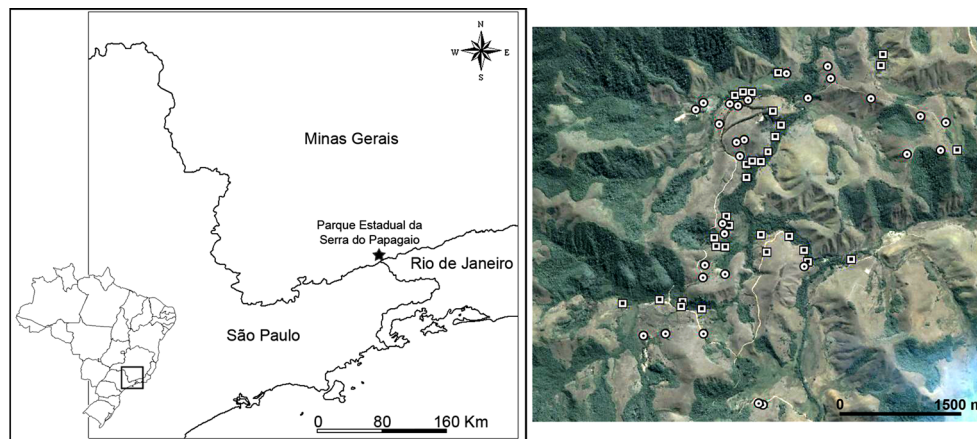 N
W E
S
Minas Gerais
Parque Estadual da
Serra do Papagaio
Rio de Janeiro
São Paulo
0 80 160 Km
0 1500 m